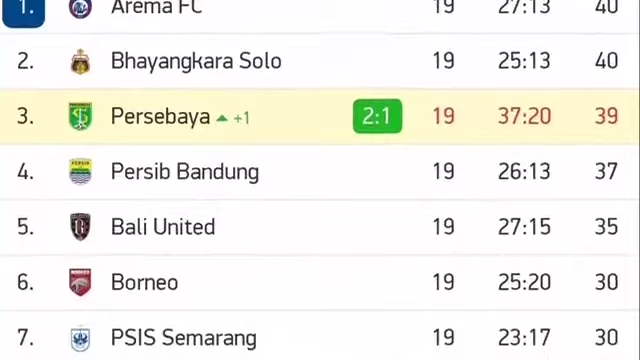 1. Arema FC 19 27:13 40
2. Bhayangkara Solo 19 25:13 40
3. Persebaya +1 2:1 19 37:20 39
4. Persib Bandung 19 26:13 37
5. Bali United 19 27:15 35
6. Borneo 19 25:20 30
7. PSIS Semarang 19 23:17 30